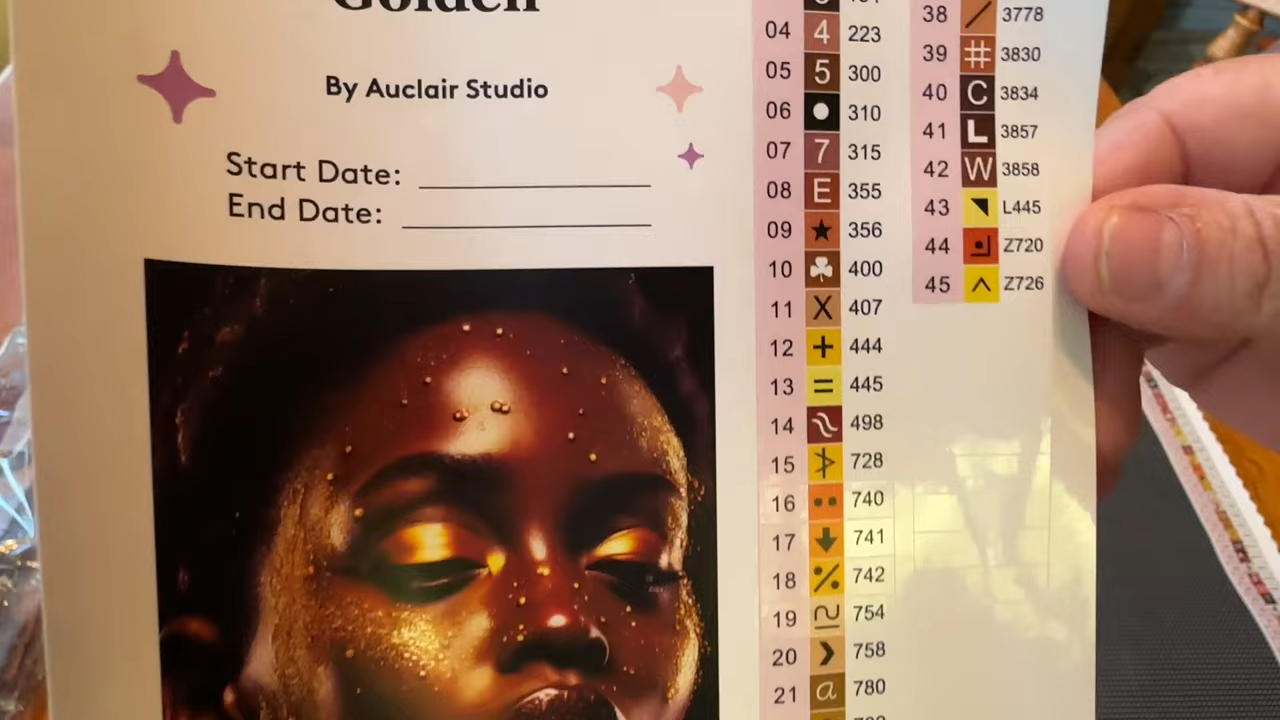 Golden
By Auclair Studio
Start Date:
End Date:
04 4 223
05 5 300
06 310
07 7 315
08 E 355
09 ★ 356
10 ☘ 400
11 X 407
12 + 444
13 = 445
14 498
15 728
16 740
17 741
18 % 742
19 754
20 758
21 a 780
38 / 3778
39 # 3830
40 C 3834
41 L 3857
42 W 3858
43 L445
44 Z720
45 ^ Z726